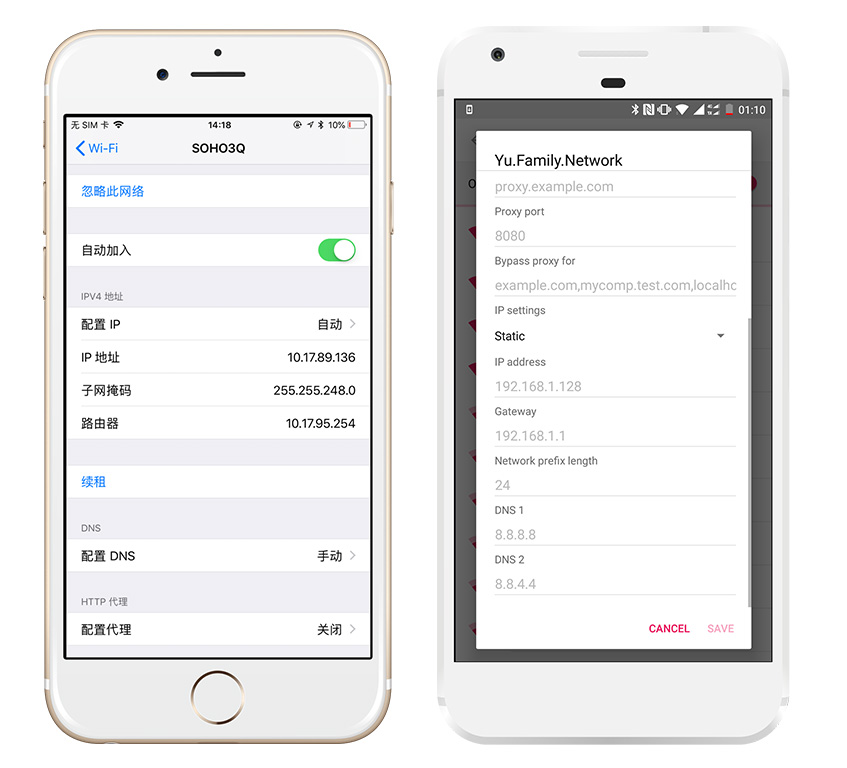 无 SIM 卡
14:18
10%
Wi-Fi
SOHO3Q
忽略此网络
自动加入
IPV4 地址
配置 IP
自动
IP 地址
10.17.89.136
子网掩码
255.255.248.0
路由器
10.17.95.254
续租
DNS
配置 DNS
手动
HTTP 代理
配置代理
关闭
01:10
Yu.Family.Network
proxy.example.com
Proxy port
8080
Bypass proxy for
example.com,mycomp.test.com,localhc
IP settings
Static
IP address
192.168.1.128
Gateway
192.168.1.1
Network prefix length
24
DNS 1
8.8.8.8
DNS 2
8.8.4.4
CANCEL
SAVE